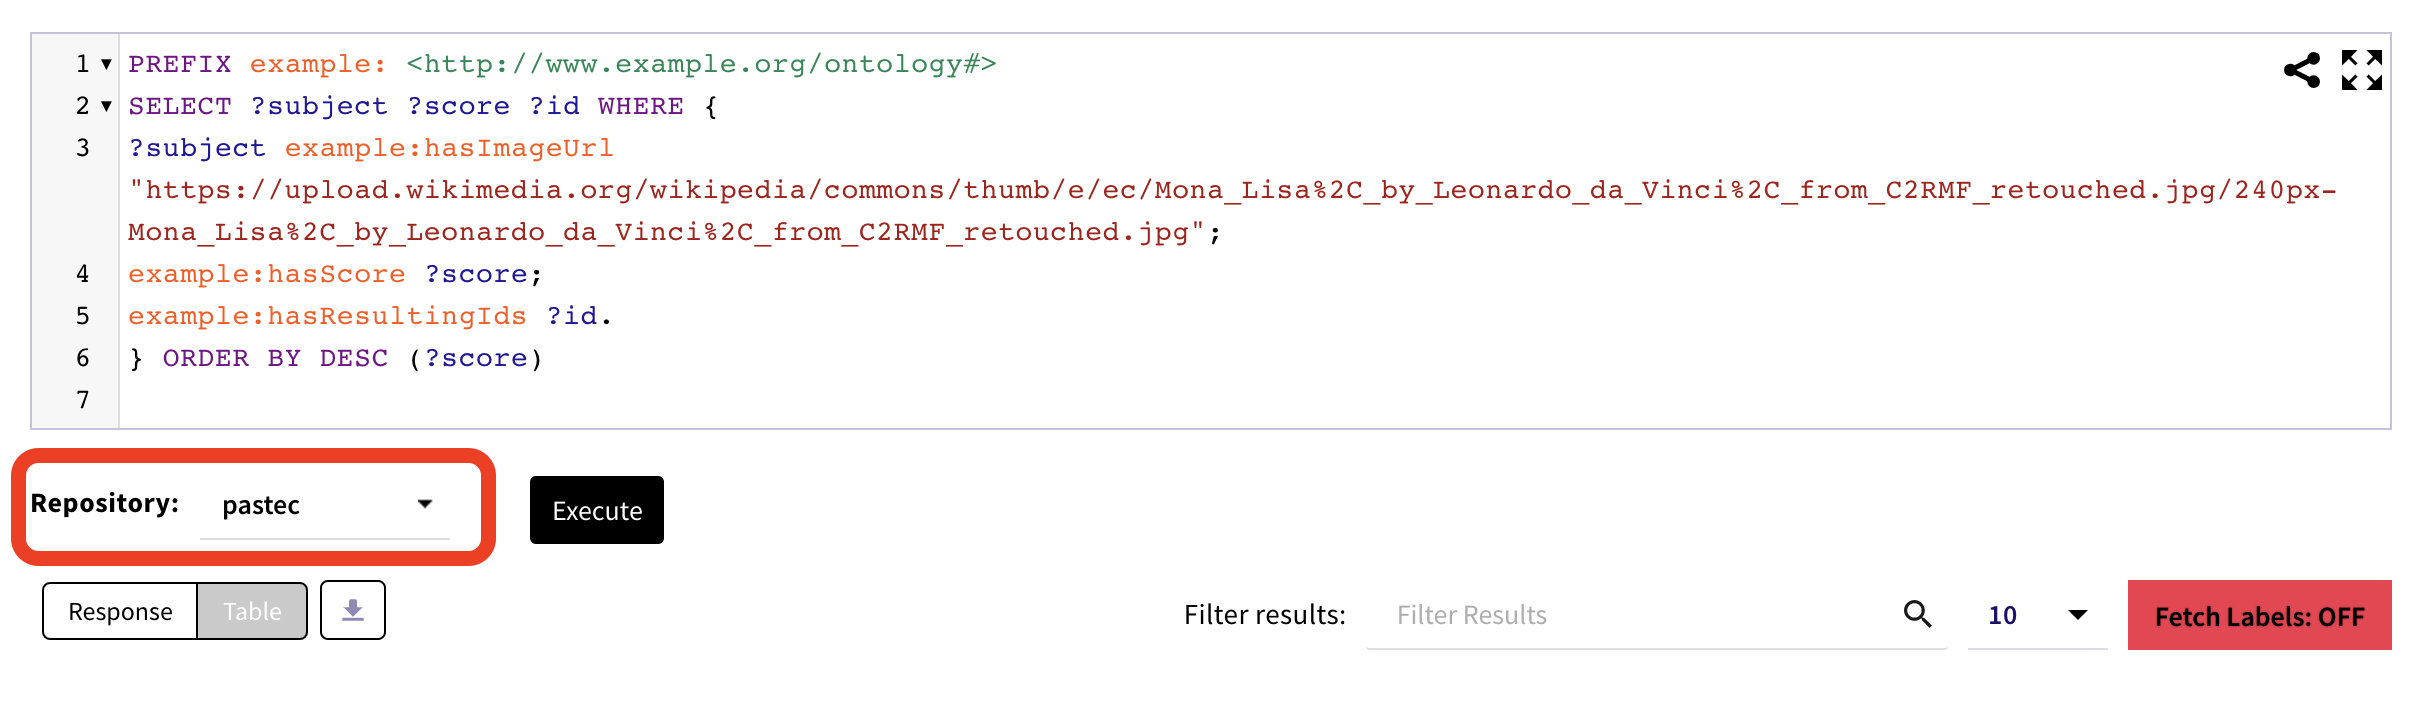 1 PREFIX example: <http://www.example.org/ontology#>
2 SELECT ?subject ?score ?id WHERE {
3 ?subject example:hasImageUrl
"https://upload.wikimedia.org/wikipedia/commons/thumb/e/ec/Mona_Lisa%2C_by_Leonardo_da_Vinci%2C_from_C2RMF_retouched.jpg/240px-
Mona_Lisa%2C_by_Leonardo_da_Vinci%2C_from_C2RMF_retouched.jpg";
4 example:hasScore ?score;
5 example:hasResultingIds ?id.
6 } ORDER BY DESC (?score)
7
Repository: pastec Execute
Response Table Filter results: Filter Results 10 Fetch Labels: OFF